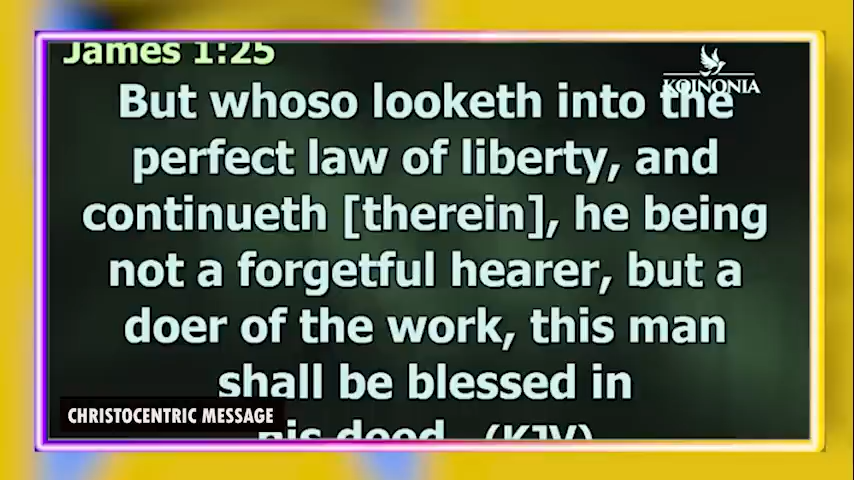 James 1:25
KOINONIA
But whoso looketh into the
perfect law of liberty, and
continueth [therein], he being
not a forgetful hearer, but a
doer of the work, this man
shall be blessed in
his deed. (KJV)
CHRISTOCENTRIC MESSAGE